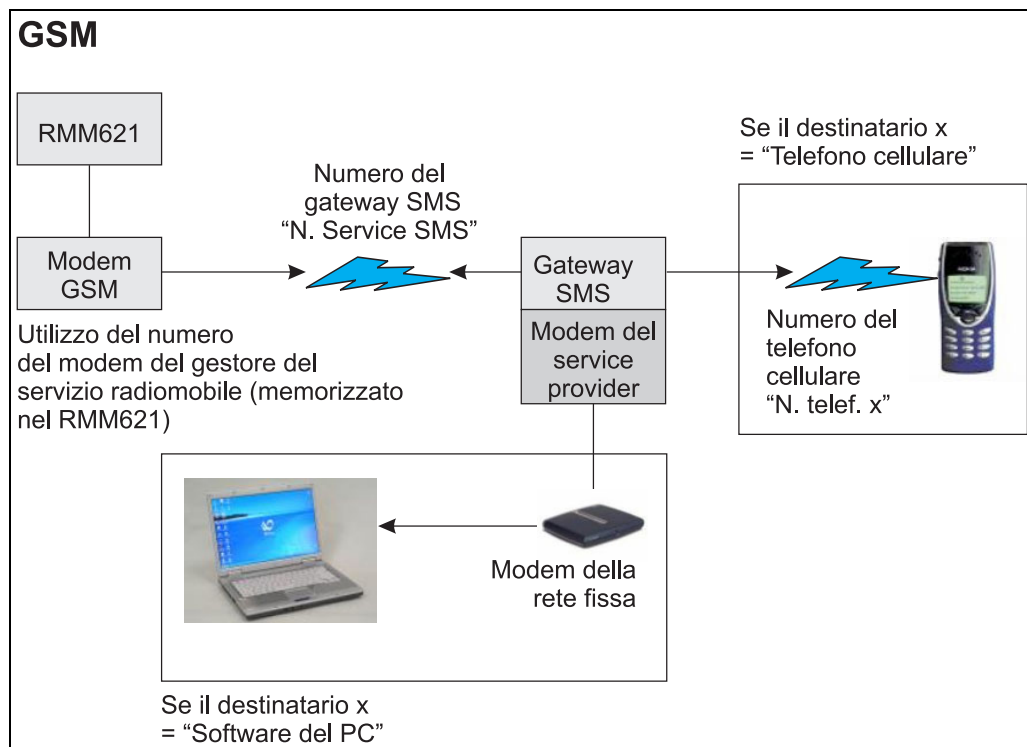 GSM
RMM621
Modem
GSM
Utilizzo del numero
del modem del gestore del
servizio radiomobile (memorizzato
nel RMM621)
Numero del
gateway SMS
“N. Service SMS”
Gateway
SMS
Modem del
service
provider
Se il destinatario x
= “Telefono cellulare”
NOKIA
Numero del
telefono
cellulare
“N. telef. x”
Modem della
rete fissa
Se il destinatario x
= “Software del PC”